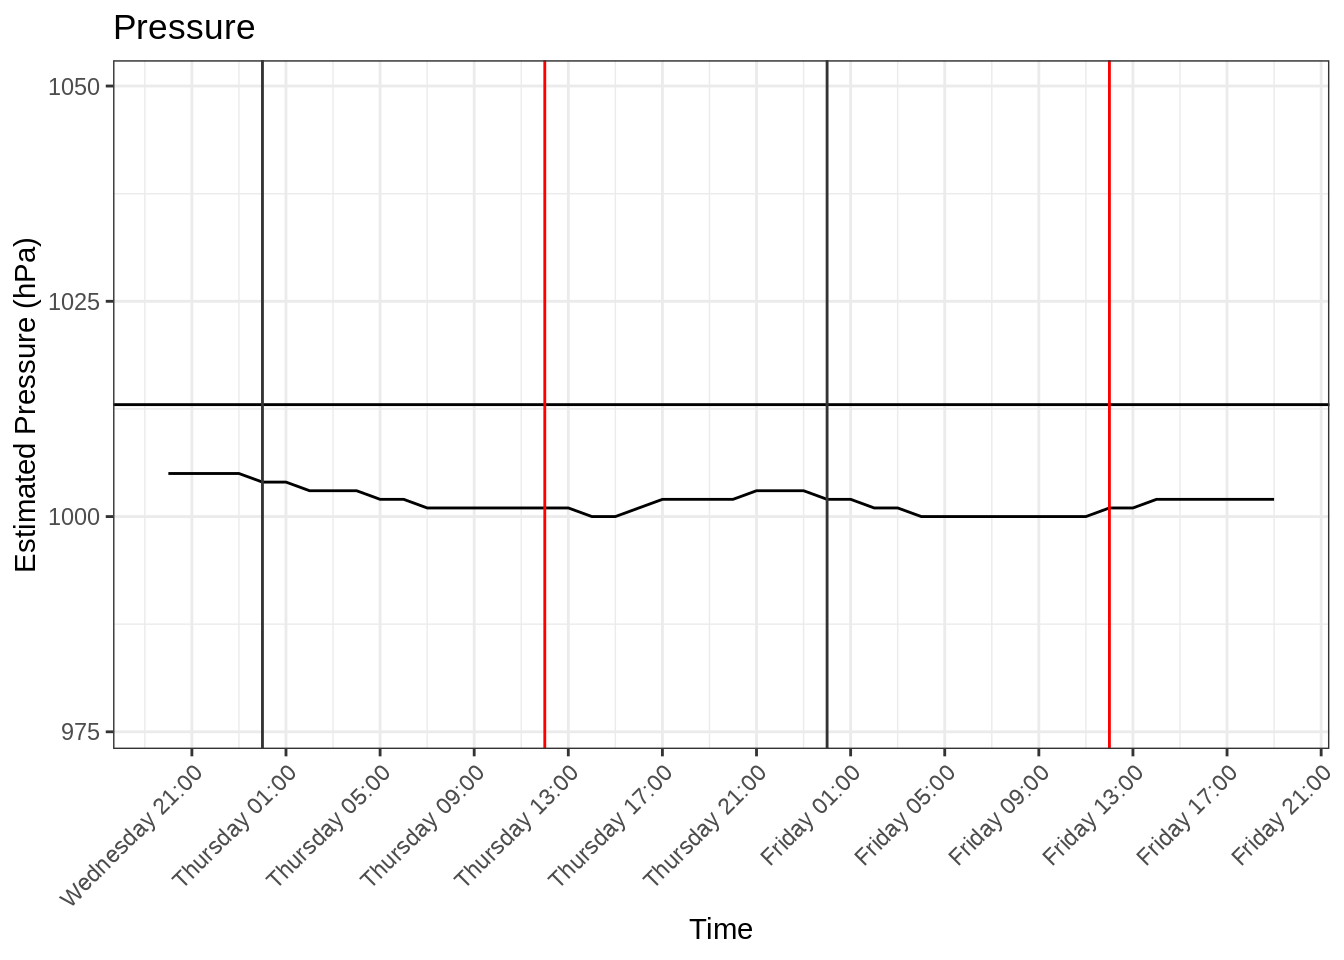 Pressure
Estimated Pressure (hPa)
1050
1025
1000
975
Wednesday 21:00
Thursday 01:00
Thursday 05:00
Thursday 09:00
Thursday 13:00
Thursday 17:00
Thursday 21:00
Friday 01:00
Friday 05:00
Friday 09:00
Friday 13:00
Friday 17:00
Friday 21:00
Time